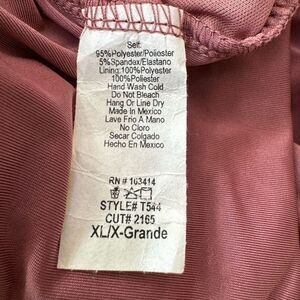 Self:
95%Polyester/Poliester
5%Spandex/Elastano
Lining:100%Polyester
100%Poliester
Hand Wash Cold
Do Not Bleach
Hang Or Line Dry
Made In Mexico
Lave Frio A Mano
No Cloro
Secar Colgado
Hecho En Mexico
RN # 103414
STYLE# T544
CUT# 2165
XL/X-Grande